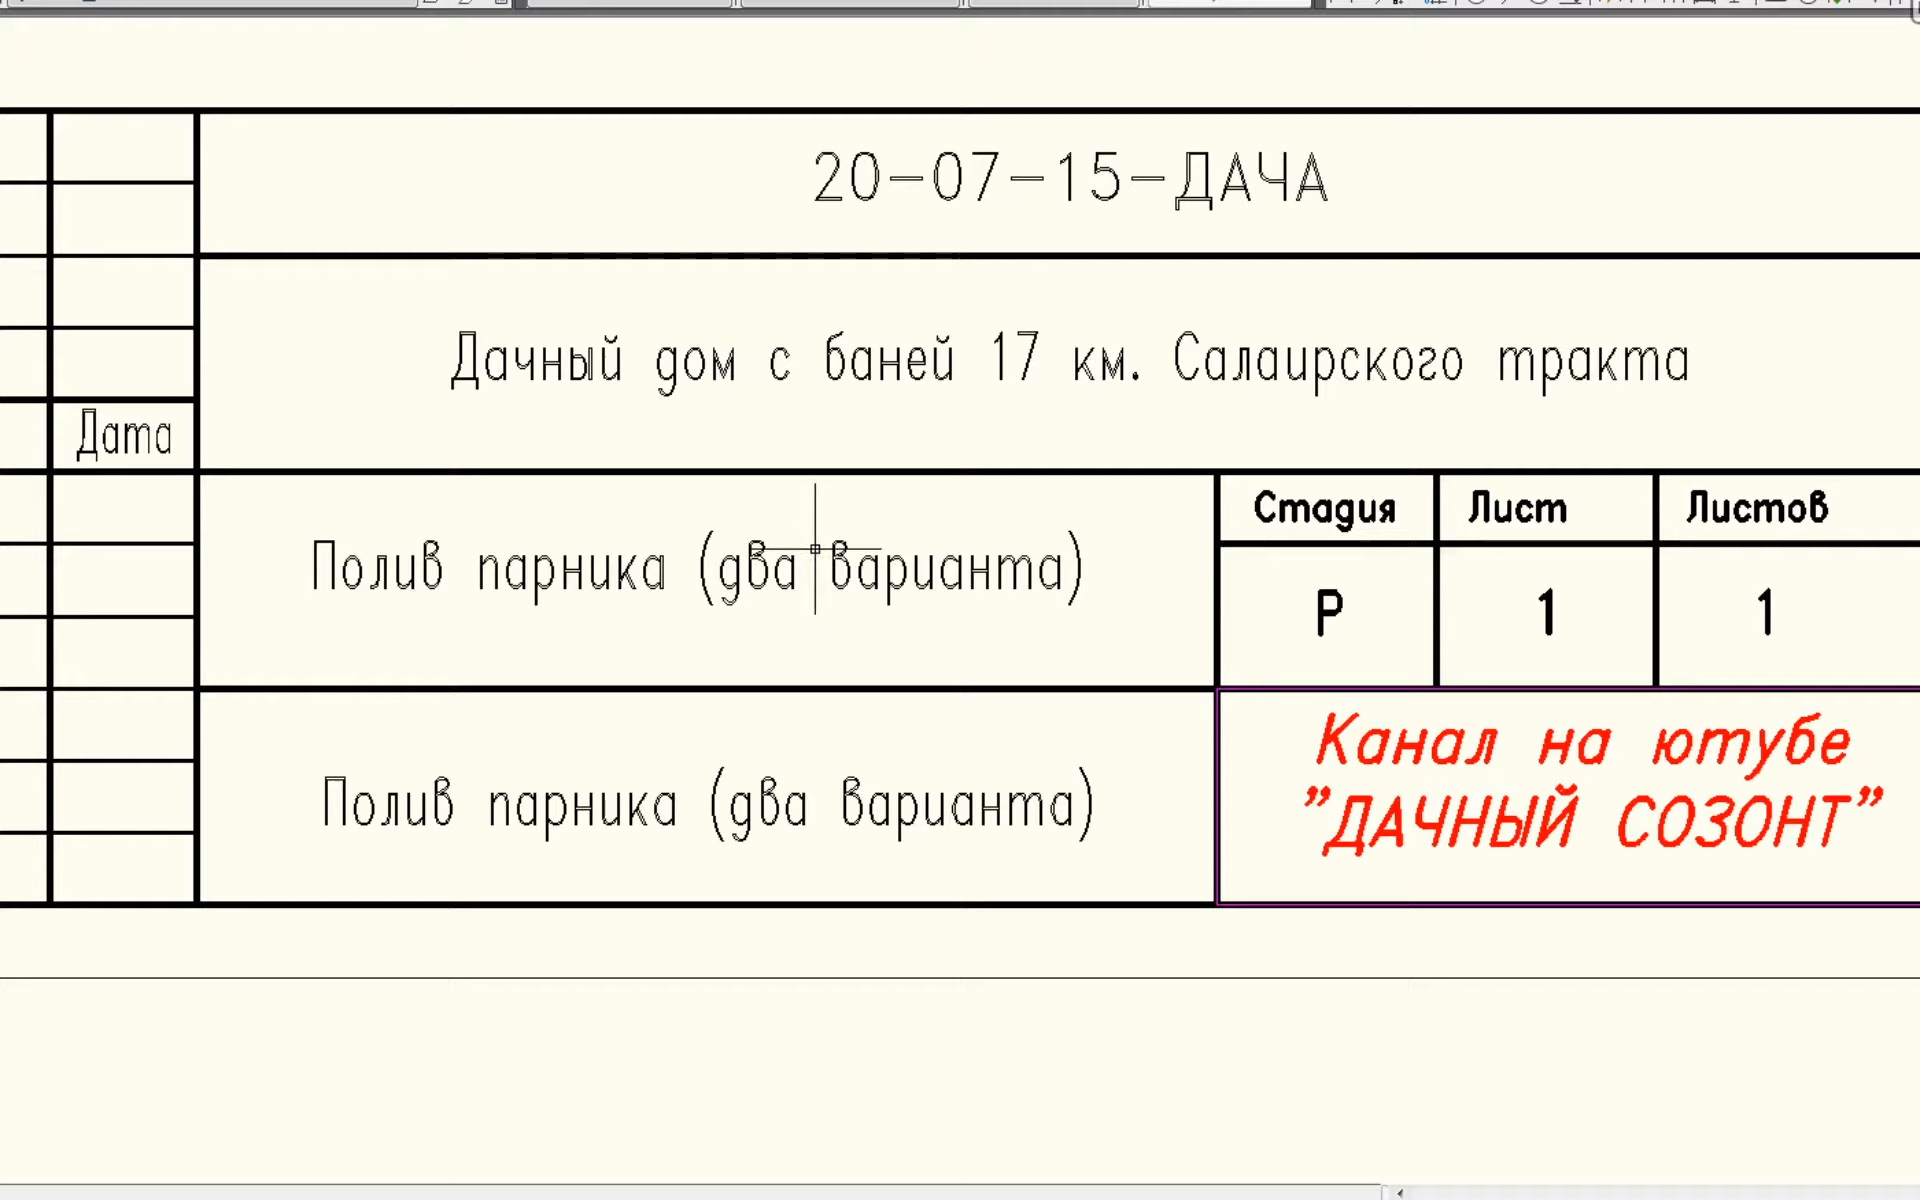 20-07-15-ДАЧА
Дачный дом с баней 17 км. Салаирского тракта
Дата
Полив парника (два варианта)
Стадия Лист Листов
Р 1 1
Полив парника (два варианта)
Канал на ютубе
"ДАЧНЫЙ СОЗОНТ"